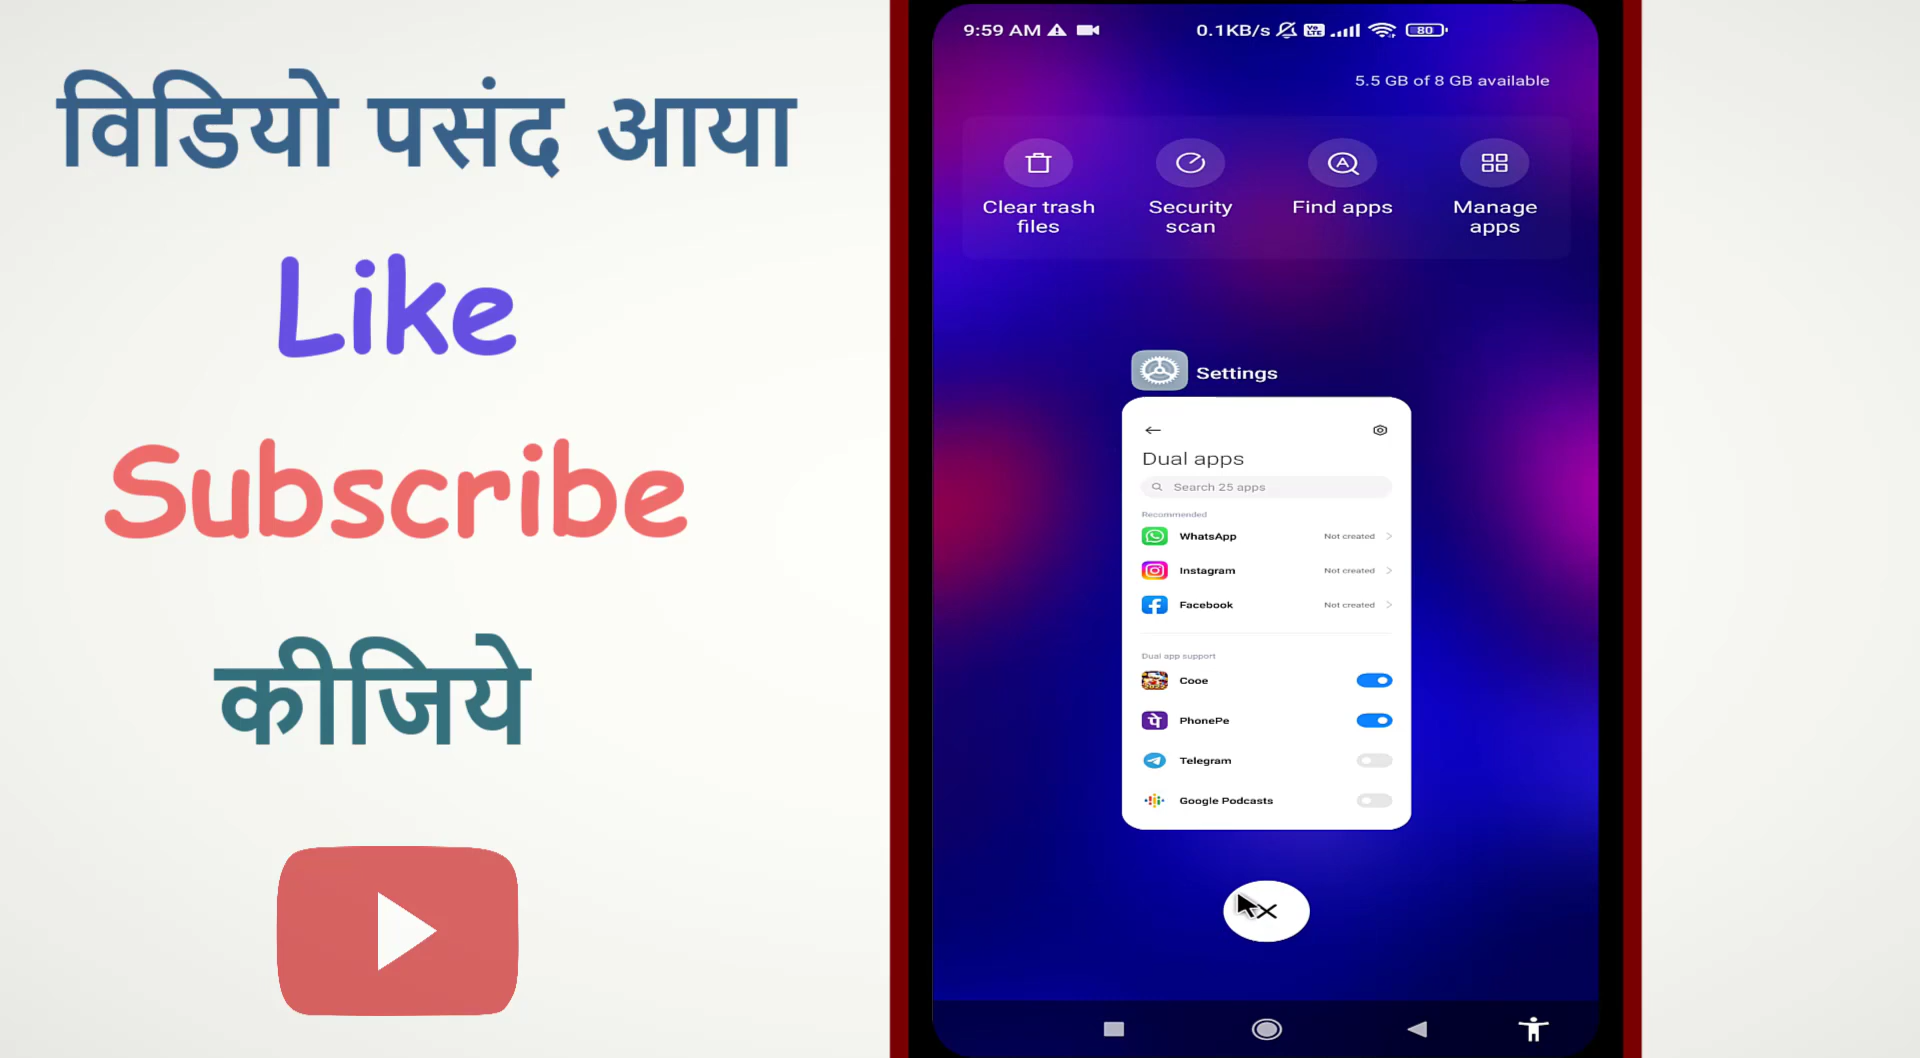 विडियो पसंद आया
Like
Subscribe
कीजिये
9:59 AM
0.1KB/s
Vo LTE
80
5.5 GB of 8 GB available
Clear trash files
Security scan
Find apps
Manage apps
Settings
Dual apps
Search 25 apps
Recommended
WhatsApp Not created
Instagram Not created
Facebook Not created
Dual app support
Cooe
PhonePe
Telegram
Google Podcasts